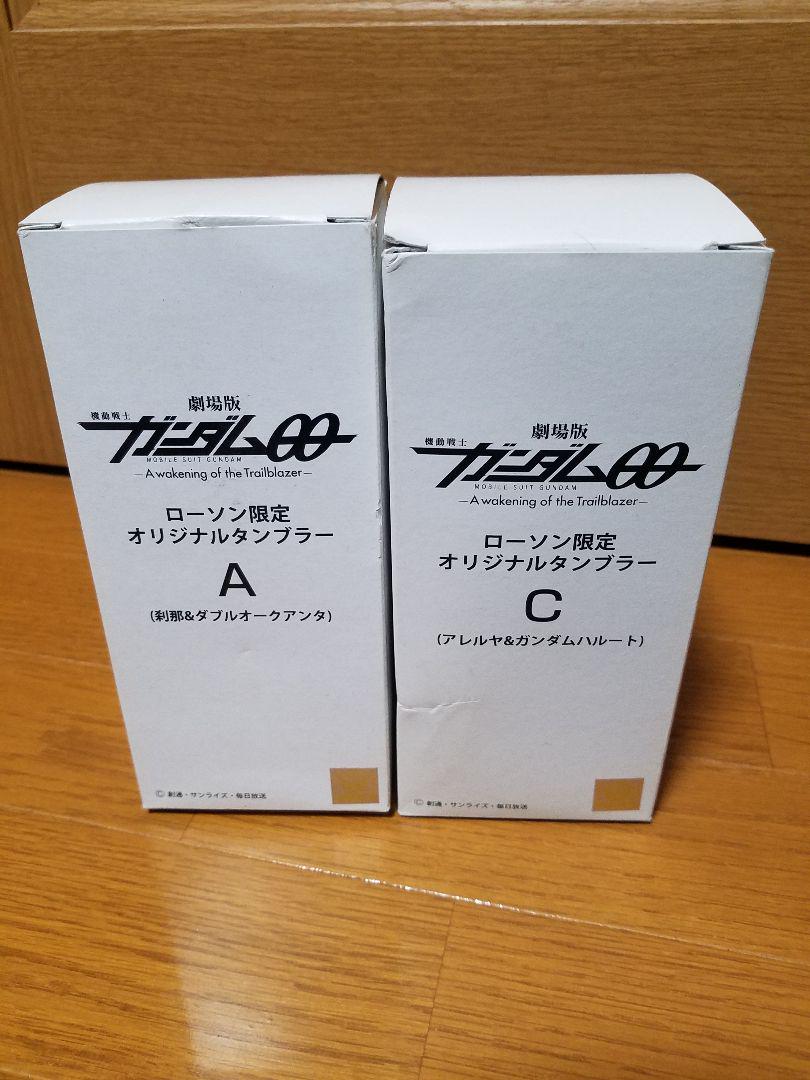 劇場版
機動戦士
ガンダム00
MOBILE SUIT GUNDAM
—Awakening of the Trailblazer—
ローソン限定
オリジナルタンブラー
A
(刹那&ダブルオークアンタ)
© 創通・サンライズ・毎日放送
劇場版
機動戦士
ガンダム00
MOBILE SUIT GUNDAM
—Awakening of the Trailblazer—
ローソン限定
オリジナルタンブラー
C
(アレルヤ&ガンダムハルート)
© 創通・サンライズ・毎日放送